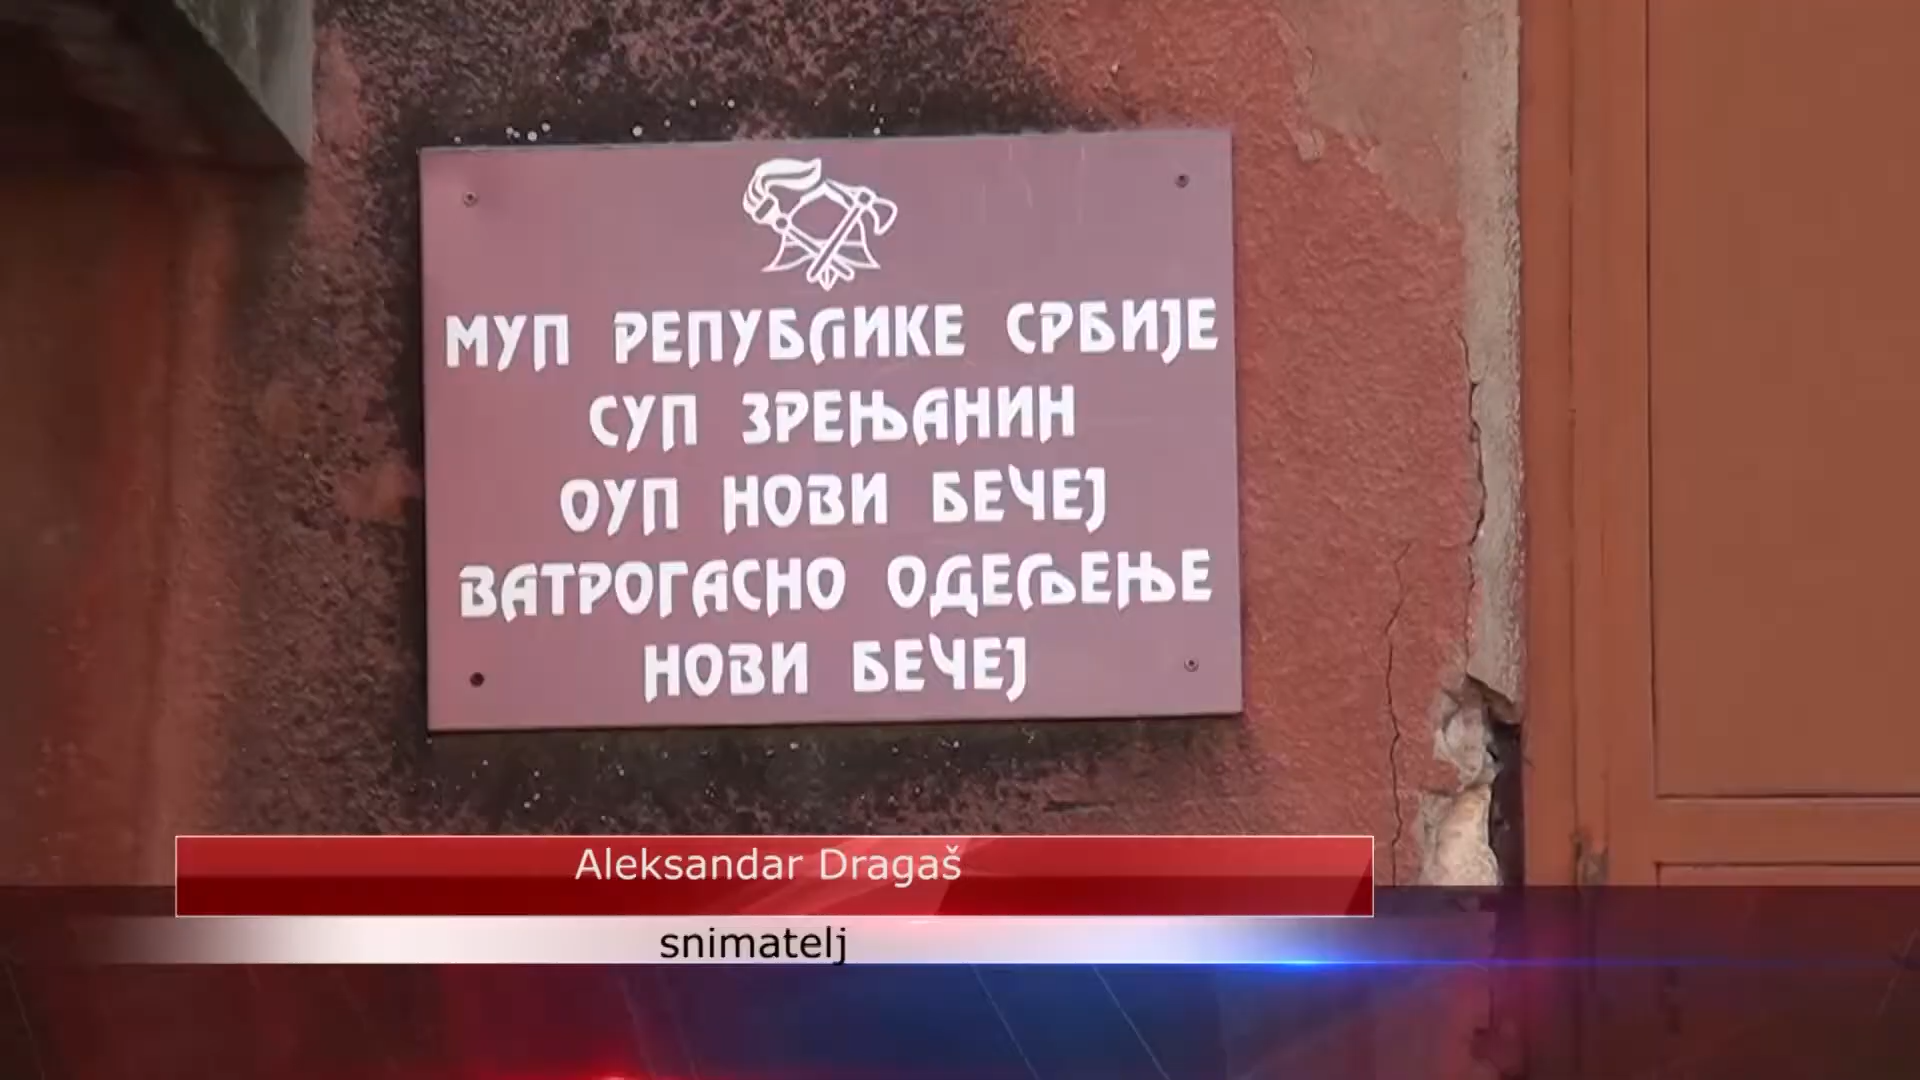 МУП РЕПУБЛИКЕ СРБИЈЕ
СУП ЗРЕЊАНИН
ОУП НОВИ БЕЧЕЈ
ВАТРОГАСНО ОДЕЉЕЊЕ
НОВИ БЕЧЕЈ
Aleksandar Dragaš
snimatelj